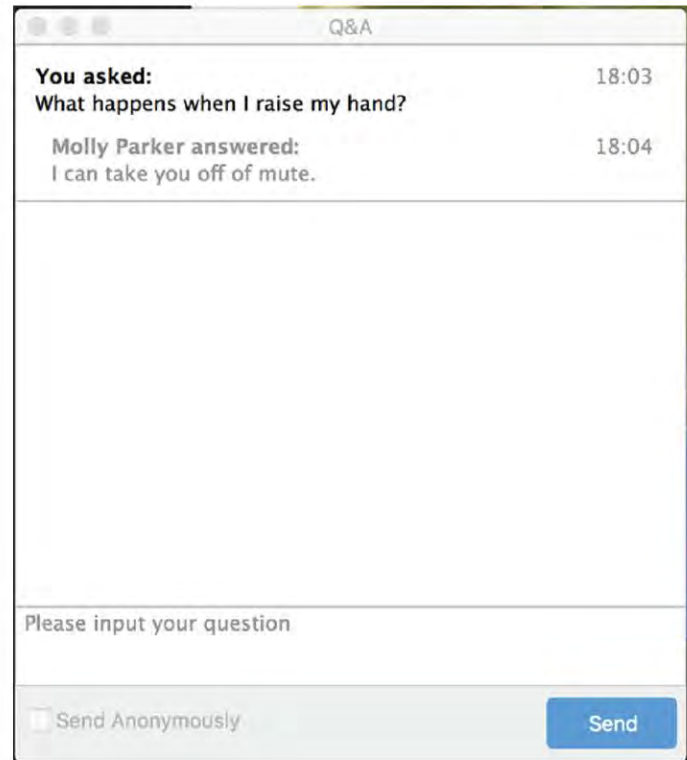 Q&A
You asked: 18:03
What happens when I raise my hand?
Molly Parker answered: 18:04
I can take you off of mute.
Please input your question
Send Anonymously
Send